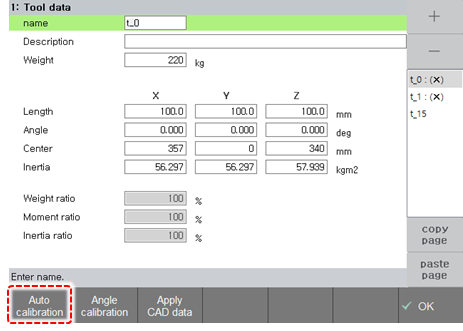 1: Tool data
name t_0
Description
Weight 220 kg
X Y Z
Length 100.0 100.0 100.0 mm
Angle 0.000 0.000 0.000 deg
Center 357 0 340 mm
Inertia 56.297 56.297 57.939 kgm2
Weight ratio 100 %
Moment ratio 100 %
Inertia ratio 100 %
Enter name.
+
−
t_0 : (X)
t_1 : (X)
t_15
copy
page
paste
page
Auto
calibration
Angle
calibration
Apply
CAD data
✓ OK